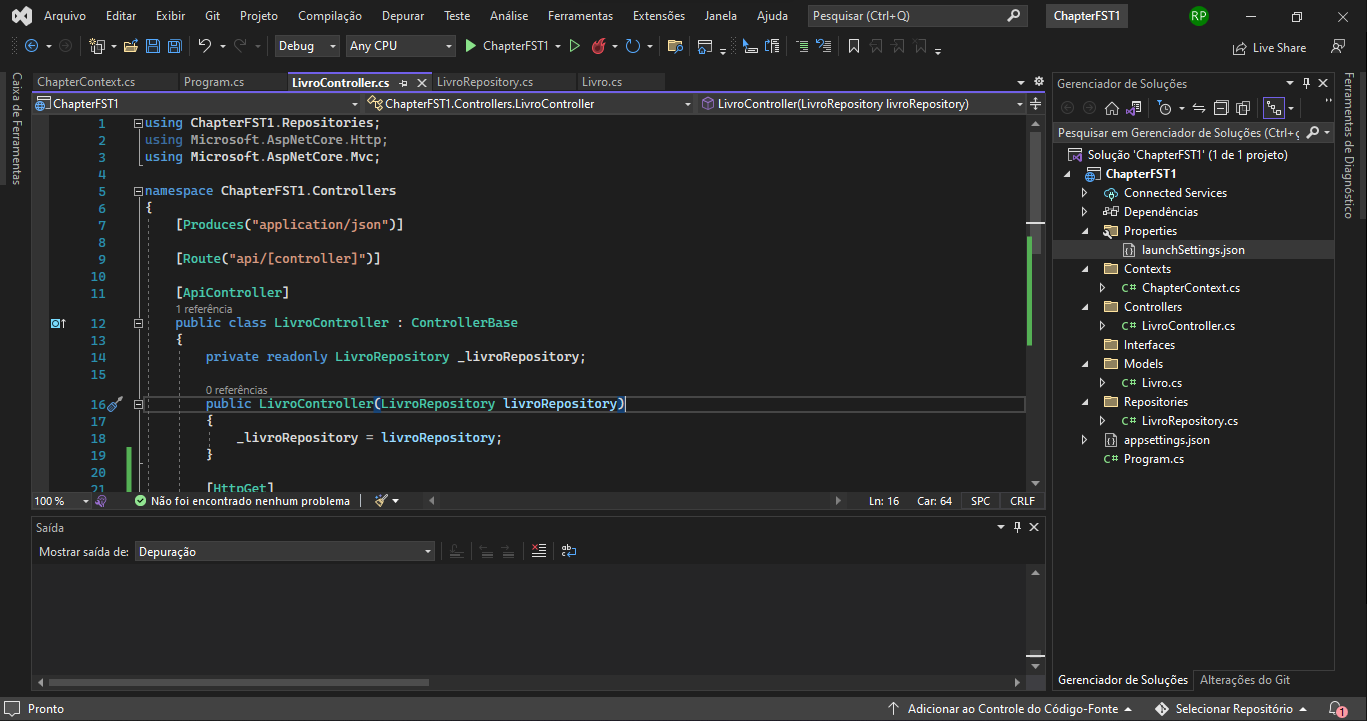 Arquivo Editar Exibir Git Projeto Compilação Depurar Teste Análise Ferramentas Extensões Janela Ajuda Pesquisar (Ctrl+Q) ChapterFST1 RP
Debug Any CPU ChapterFST1 Live Share
Caixa de Ferramentas
ChapterContext.cs Program.cs LivroController.cs LivroRepository.cs Livro.cs
ChapterFST1 ChapterFST1.Controllers.LivroController LivroController(LivroRepository livroRepository)
1 using ChapterFST1.Repositories;
2 using Microsoft.AspNetCore.Http;
3 using Microsoft.AspNetCore.Mvc;
4
5 namespace ChapterFST1.Controllers
6 {
7 [Produces("application/json")]
8
9 [Route("api/[controller]")]
10
11 [ApiController]
1 referência
12 public class LivroController : ControllerBase
13 {
14 private readonly LivroRepository _livroRepository;
15
0 referências
16 public LivroController(LivroRepository livroRepository)
17 {
18 _livroRepository = livroRepository;
19 }
20
21 [HttpGet]
100 % Não foi encontrado nenhum problema Ln: 16 Car: 64 SPC CRLF
Saída
Mostrar saída de: Depuração
Gerenciador de Soluções
Pesquisar em Gerenciador de Soluções (Ctrl+ç
Solução 'ChapterFST1' (1 de 1 projeto)
ChapterFST1
Connected Services
Dependências
Properties
launchSettings.json
Contexts
C# ChapterContext.cs
Controllers
C# LivroController.cs
Interfaces
Models
C# Livro.cs
Repositories
C# LivroRepository.cs
appsettings.json
C# Program.cs
Gerenciador de Soluções Alterações do Git
Ferramentas de Diagnóstico
Pronto Adicionar ao Controle do Código-Fonte Selecionar Repositório 1